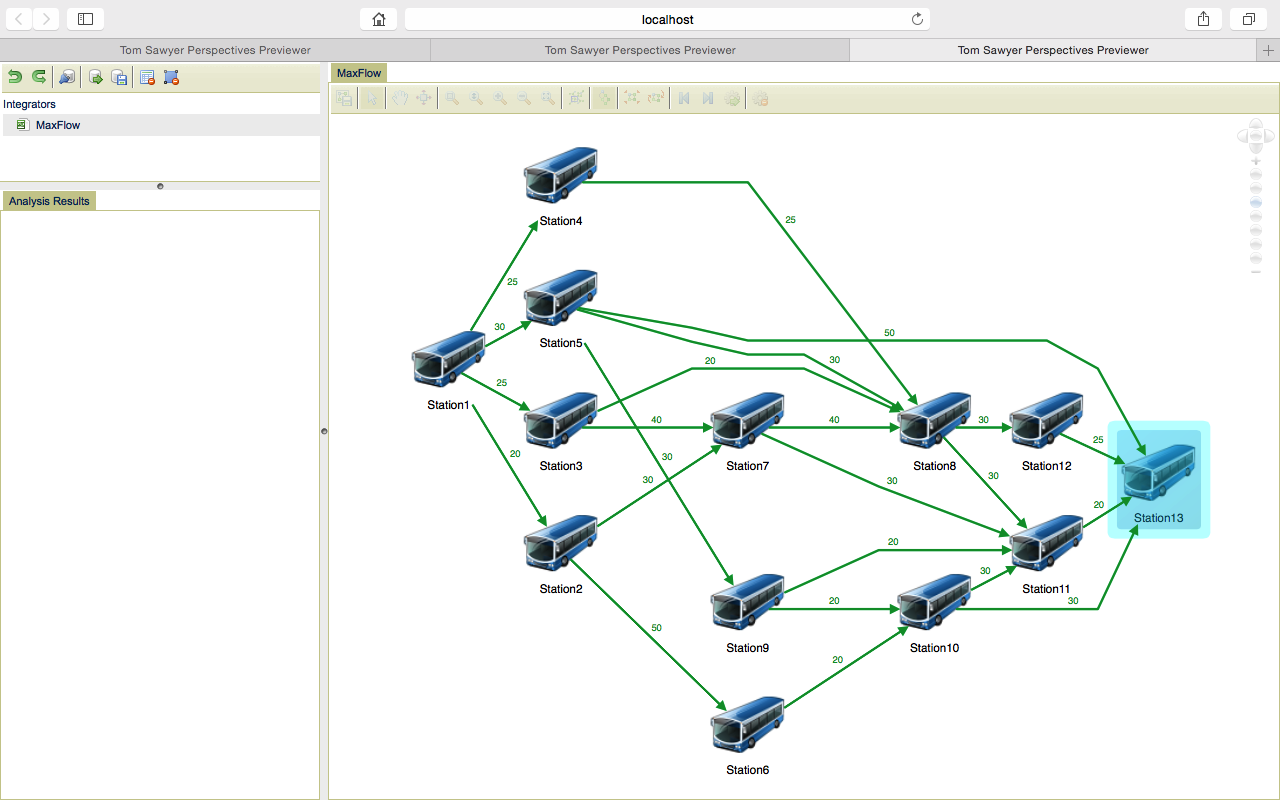 localhost
Tom Sawyer Perspectives Previewer
Tom Sawyer Perspectives Previewer
Tom Sawyer Perspectives Previewer
Integrators
MaxFlow
Analysis Results
MaxFlow
Station4
25
25
30
Station5
50
30
20
Station1
25
Station3
40
Station7
40
Station8
30
Station12
25
20
30
30
30
30
20
Station13
Station2
20
Station11
50
Station9
20
Station10
30
30
20
Station6